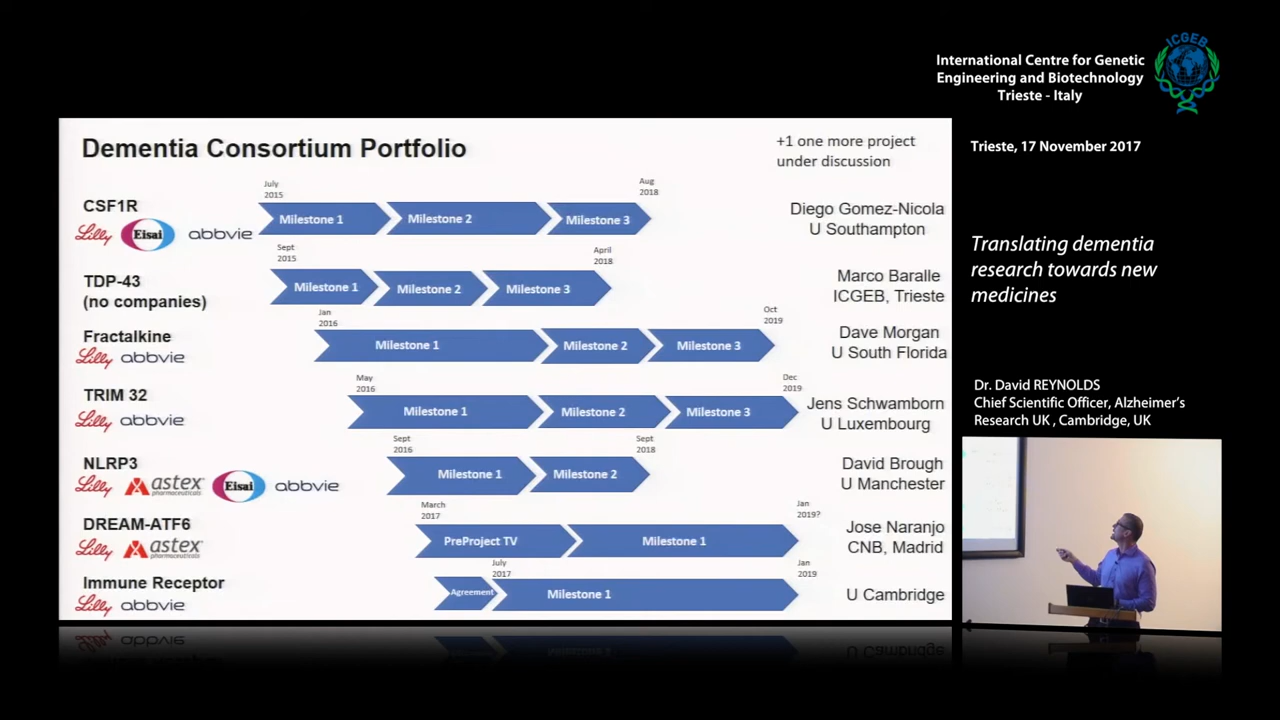 ICGEB
International Centre for Genetic
Engineering and Biotechnology
Trieste - Italy
Trieste, 17 November 2017
Dementia Consortium Portfolio
+1 one more project
under discussion
CSF1R
Lilly Eisai abbvie
July
2015
Milestone 1 Milestone 2 Milestone 3
Aug
2018
Diego Gomez-Nicola
U Southampton
TDP-43
(no companies)
Sept
2015
Milestone 1 Milestone 2 Milestone 3
April
2018
Marco Baralle
ICGEB, Trieste
Fractalkine
Lilly abbvie
Jan
2016
Milestone 1 Milestone 2 Milestone 3
Oct
2019
Dave Morgan
U South Florida
TRIM 32
Lilly abbvie
May
2016
Milestone 1 Milestone 2 Milestone 3
Dec
2019
Jens Schwamborn
U Luxembourg
NLRP3
Lilly astex pharmaceuticals Eisai abbvie
Sept
2016
Milestone 1 Milestone 2
Sept
2018
David Brough
U Manchester
DREAM-ATF6
Lilly astex pharmaceuticals
March
2017
PreProject TV Milestone 1
Jan
2019?
Jose Naranjo
CNB, Madrid
Immune Receptor
Lilly abbvie
Agreement
July
2017
Milestone 1
Jan
2019
U Cambridge
Translating dementia
research towards new
medicines
Dr. David REYNOLDS
Chief Scientific Officer, Alzheimer's
Research UK , Cambridge, UK